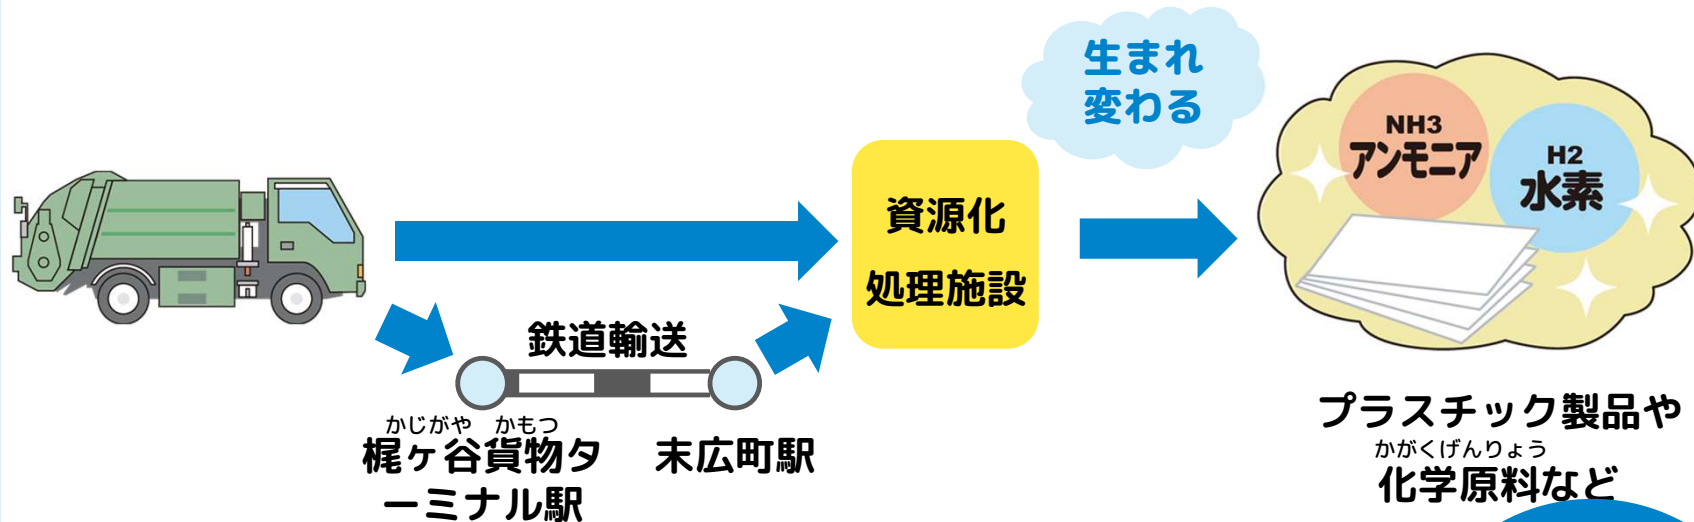 生まれ
変わる
NH3
アンモニア
H2
水素
資源化
処理施設
鉄道輸送
かじがや かもつ
梶ヶ谷貨物タ
ーミナル駅
末広町駅
プラスチック製品や
かがくげんりょう
化学原料など